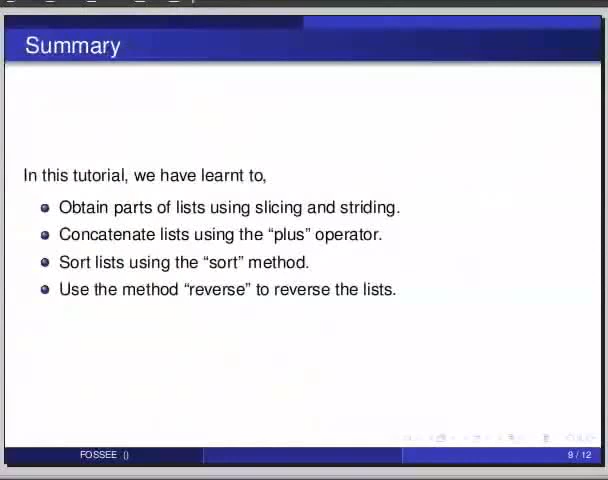 Summary
In this tutorial, we have learnt to,
Obtain parts of lists using slicing and striding.
Concatenate lists using the “plus” operator.
Sort lists using the “sort” method.
Use the method “reverse” to reverse the lists.
FOSSEE ()
9 / 12